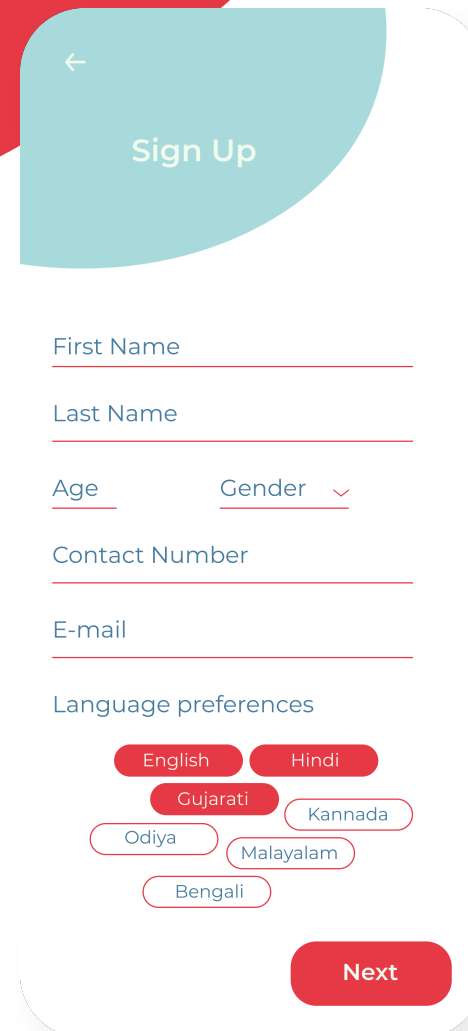 Sign Up
First Name
Last Name
Age Gender
Contact Number
E-mail
Language preferences
English Hindi
Gujarati Kannada
Odiya Malayalam
Bengali
Next